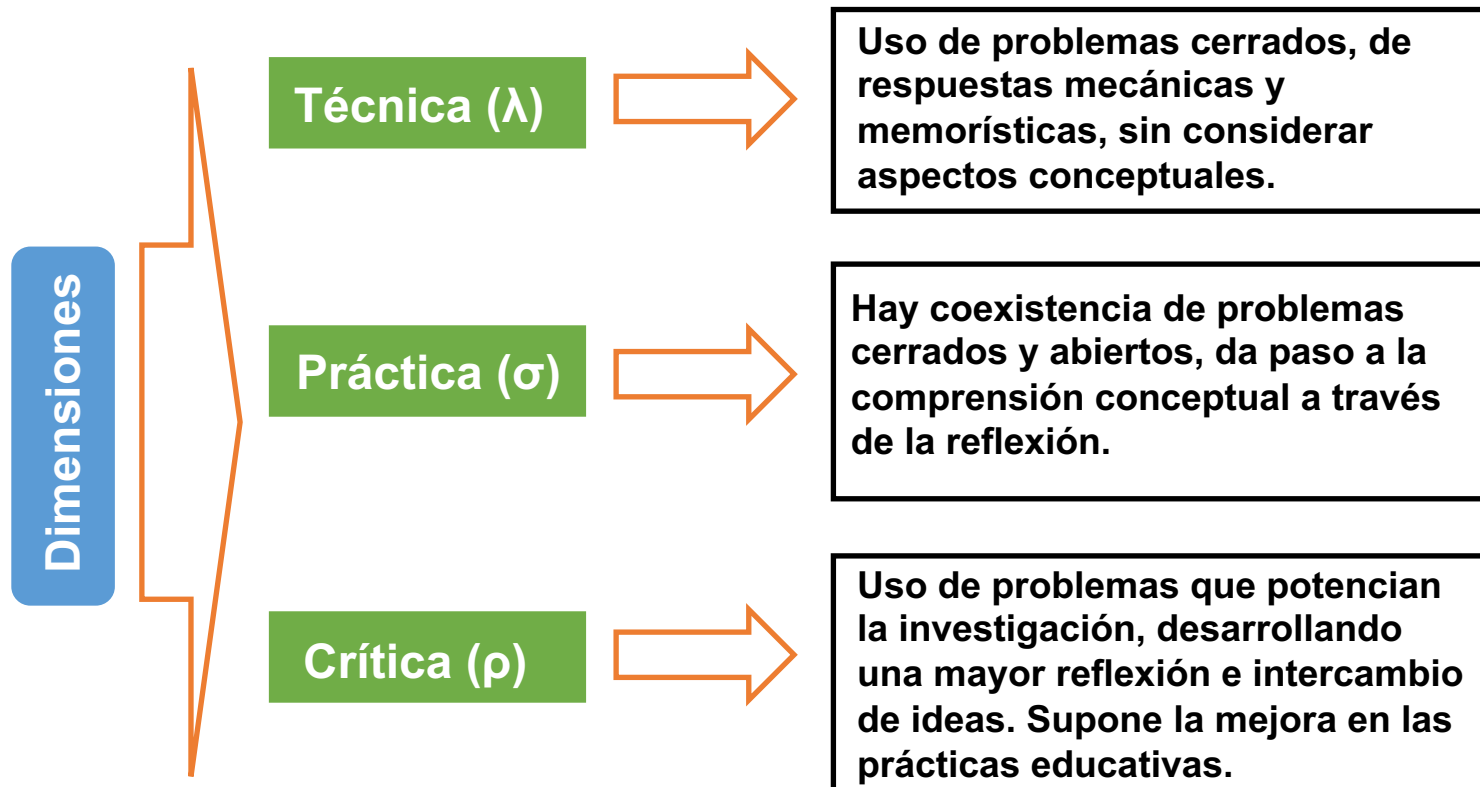 Dimensiones
Técnica (λ)
Uso de problemas cerrados, de
respuestas mecánicas y
memorísticas, sin considerar
aspectos conceptuales.
Práctica (σ)
Hay coexistencia de problemas
cerrados y abiertos, da paso a la
comprensión conceptual a través
de la reflexión.
Crítica (ρ)
Uso de problemas que potencian
la investigación, desarrollando
una mayor reflexión e intercambio
de ideas. Supone la mejora en las
prácticas educativas.